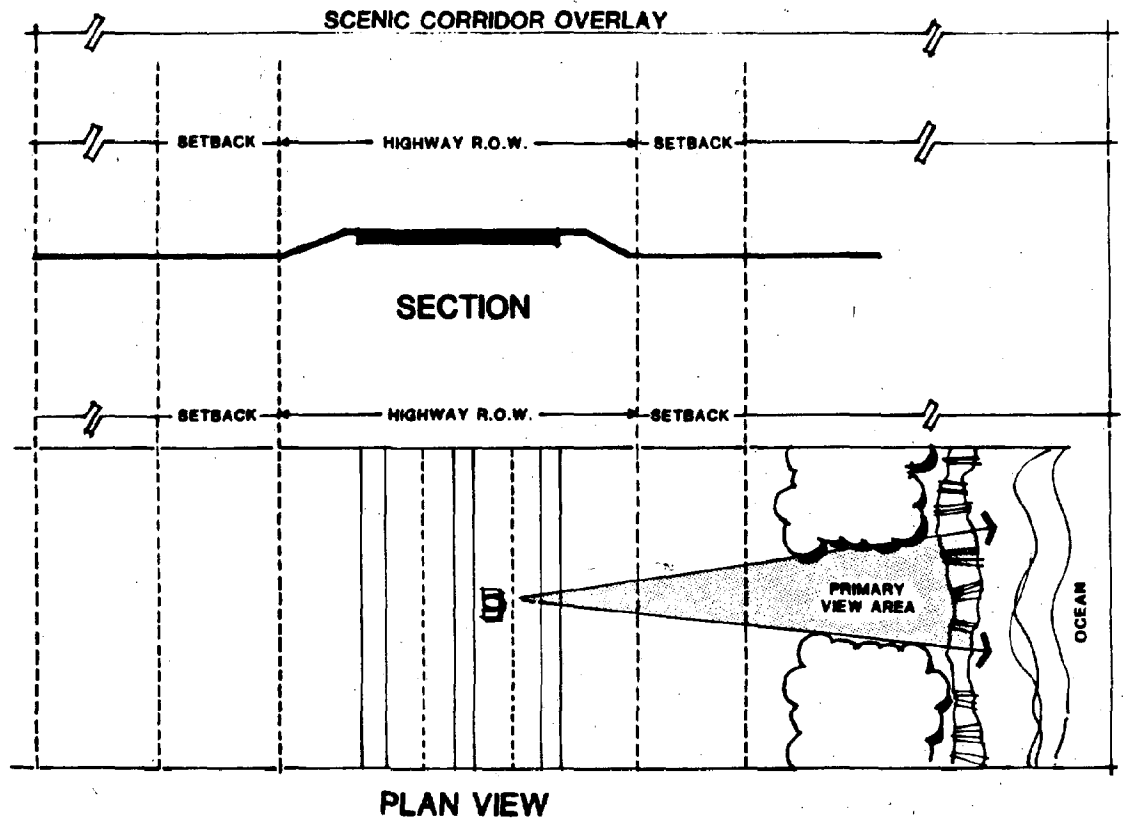 SCENIC CORRIDOR OVERLAY
SETBACK
HIGHWAY R.O.W.
SETBACK
SECTION
SETBACK
HIGHWAY R.O.W.
SETBACK
PRIMARY
VIEW AREA
OCEAN
PLAN VIEW